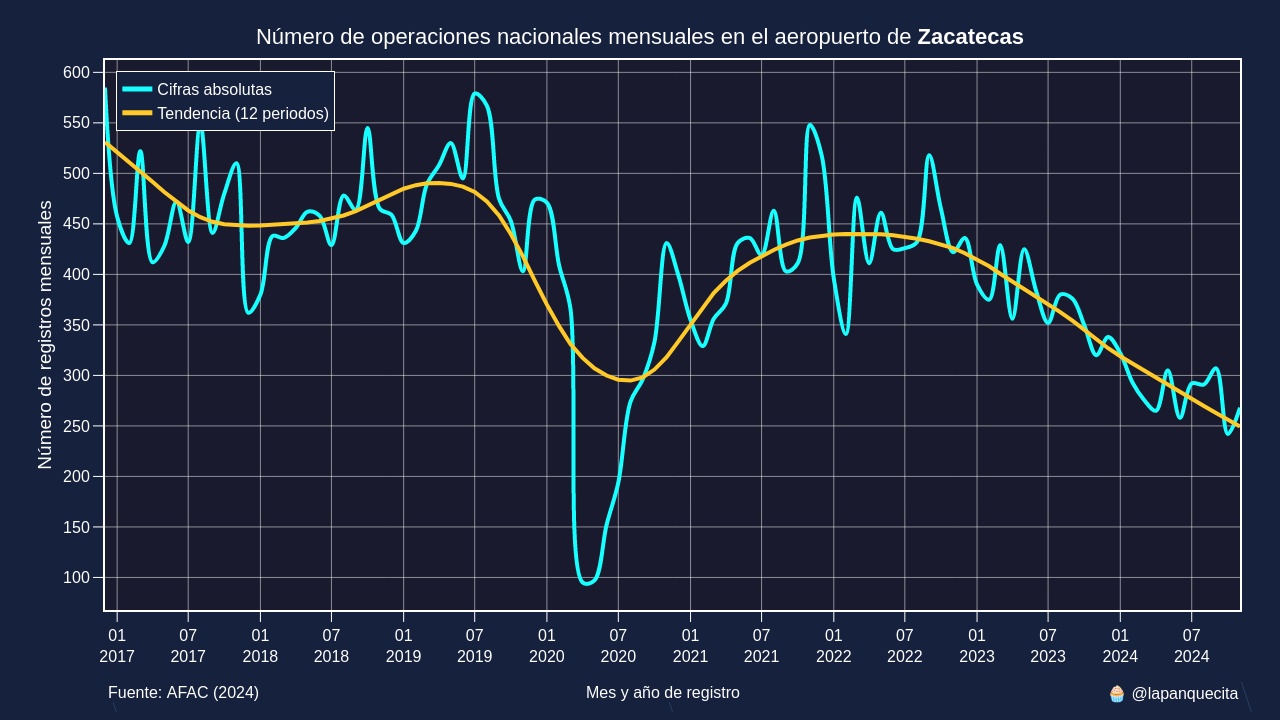 Número de operaciones nacionales mensuales en el aeropuerto de Zacatecas
Cifras absolutas
Tendencia (12 periodos)
Número de registros mensuales
600
550
500
450
400
350
300
250
200
150
100
01 07 01 07 01 07 01 07 01 07 01 07 01 07 01 07
2017 2017 2018 2018 2019 2019 2020 2020 2021 2021 2022 2022 2023 2023 2024 2024
Fuente: AFAC (2024) Mes y año de registro 🧁 @lapanquecita